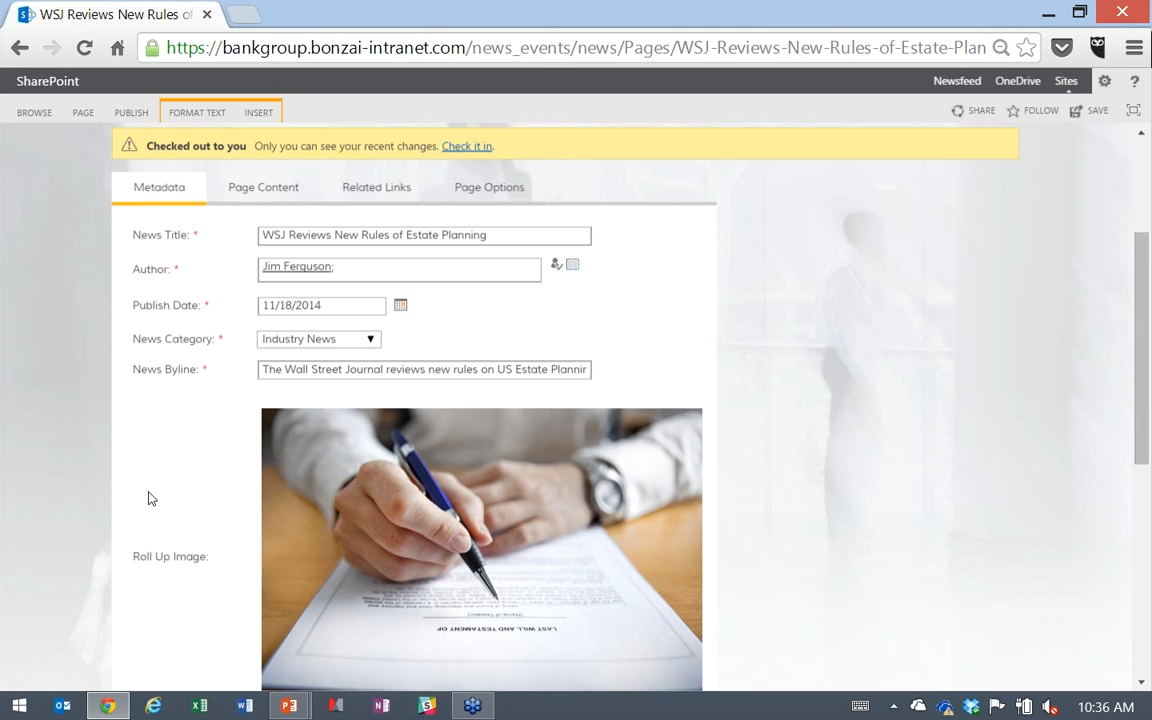 WSJ Reviews New Rules of
https://bankgroup.bonzai-intranet.com/news_events/news/Pages/WSJ-Reviews-New-Rules-of-Estate-Plan
SharePoint
Newsfeed OneDrive Sites
BROWSE PAGE PUBLISH FORMAT TEXT INSERT
SHARE FOLLOW SAVE
Checked out to you Only you can see your recent changes. Check it in.
Metadata Page Content Related Links Page Options
News Title: * WSJ Reviews New Rules of Estate Planning
Author: * Jim Ferguson;
Publish Date: * 11/18/2014
News Category: * Industry News
News Byline: * The Wall Street Journal reviews new rules on US Estate Plannir
Roll Up Image:
(Name of Testator)
LAST WILL AND TESTAMENT OF
10:36 AM